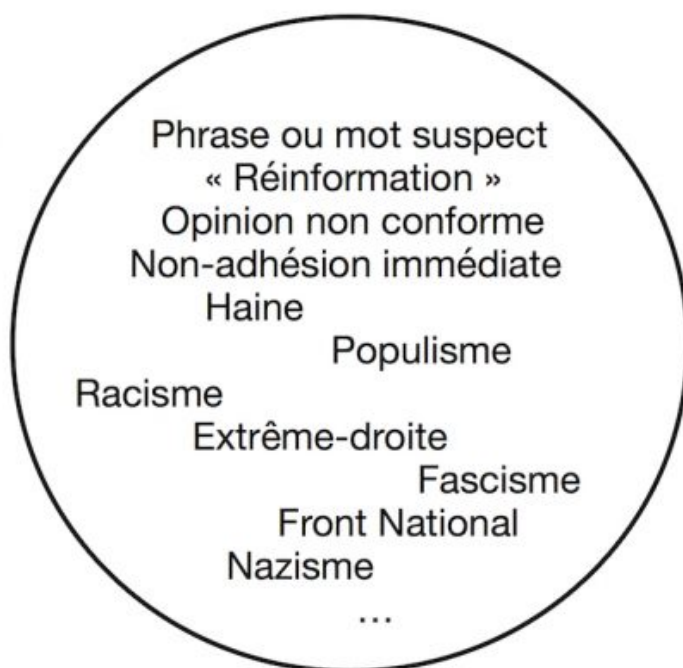 Phrase ou mot suspect
« Réinformation »
Opinion non conforme
Non-adhésion immédiate
Haine
Populisme
Racisme
Extrême-droite
Fascisme
Front National
Nazisme
...